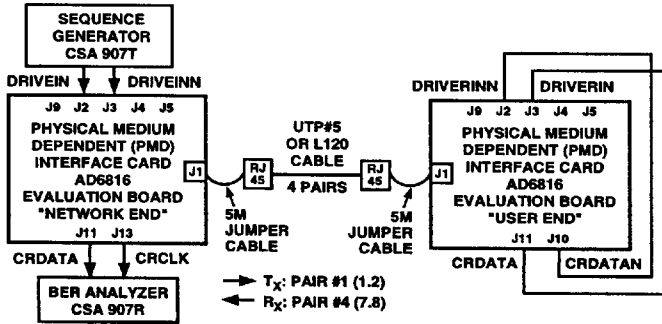 SEQUENCE
GENERATOR
CSA 907T
DRIVEIN
DRIVEINN
J9 J2 J3 J4 J5
PHYSICAL MEDIUM
DEPENDENT (PMD)
INTERFACE CARD
AD6816
EVALUATION BOARD
"NETWORK END"
J11 J13
J1
CRDATA
CRCLK
BER ANALYZER
CSA 907R
RJ
45
5M
JUMPER
CABLE
UTP#5
OR L120
CABLE
4 PAIRS
RJ
45
5M
JUMPER
CABLE
TX: PAIR #1 (1.2)
RX: PAIR #4 (7.8)
DRIVERINN
DRIVERIN
J9 J2 J3 J4 J5
PHYSICAL MEDIUM
DEPENDENT (PMD)
INTERFACE CARD
AD6816
EVALUATION BOARD
"USER END"
J11 J10
J1
CRDATA
CRDATAN